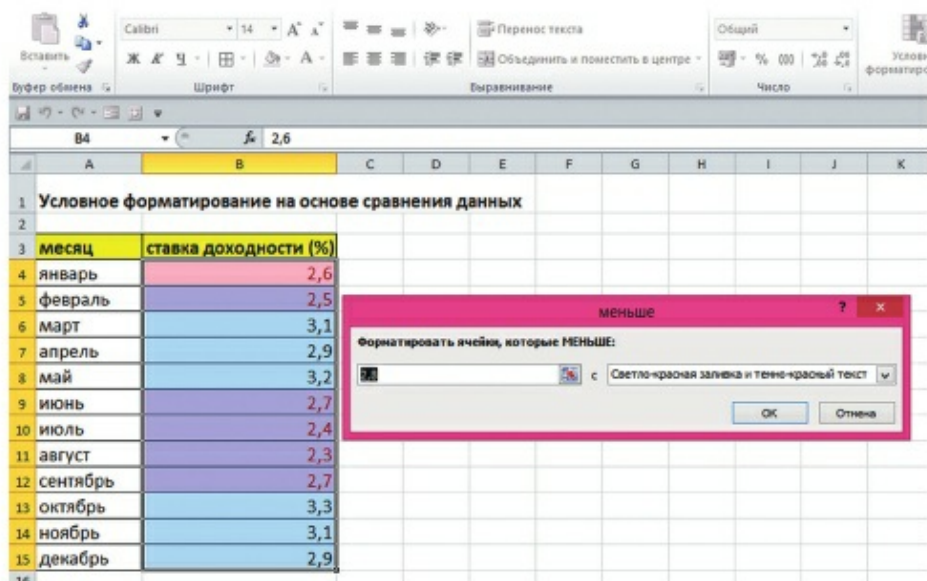 Calibri 14 A A Перенос текста Общий
Вставить Ж К Ч A Объединить и поместить в центре % 000
Буфер обмена Шрифт Выравнивание Число
B4 fx 2,6
A B C D E F G H I J K
1 Условное форматирование на основе сравнения данных
2
3 месяц ставка доходности (%)
4 январь 2,6
5 февраль 2,5
6 март 3,1
7 апрель 2,9
8 май 3,2
9 июнь 2,7
10 июль 2,4
11 август 2,3
12 сентябрь 2,7
13 октябрь 3,3
14 ноябрь 3,1
15 декабрь 2,9
меньше ? x
Форматировать ячейки, которые МЕНЬШЕ:
2,8 с Светло-красная заливка и темно-красный текст
ОК Отмена